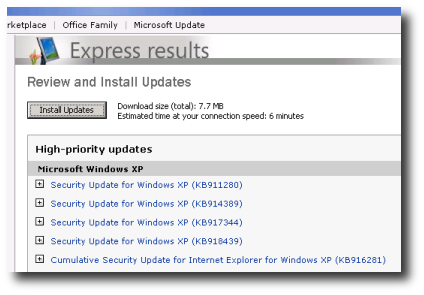 rketplace | Office Family | Microsoft Update
Express results
Review and Install Updates
Install Updates
Download size (total): 7.7 MB
Estimated time at your connection speed: 6 minutes
High-priority updates
Microsoft Windows XP
Security Update for Windows XP (KB911280)
Security Update for Windows XP (KB914389)
Security Update for Windows XP (KB917344)
Security Update for Windows XP (KB918439)
Cumulative Security Update for Internet Explorer for Windows XP (KB916281)